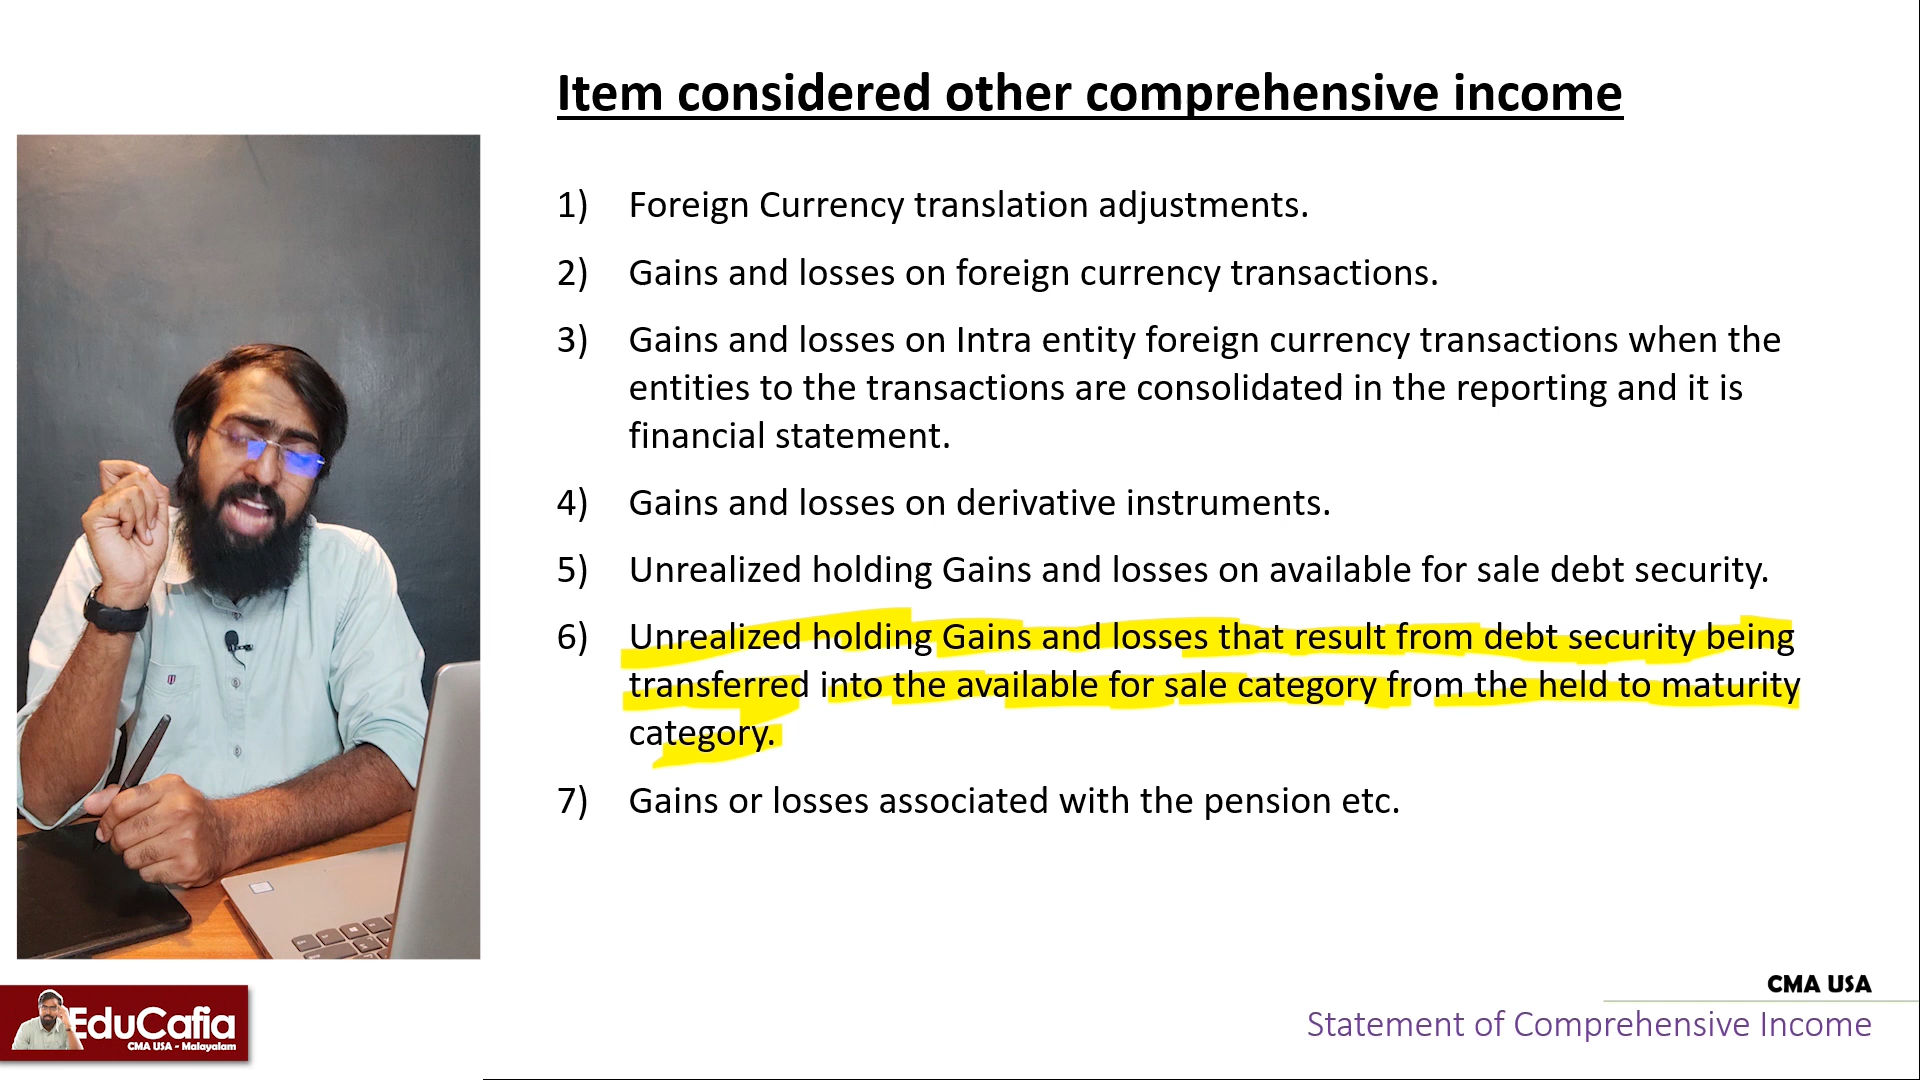 Item considered other comprehensive income
1) Foreign Currency translation adjustments.
2) Gains and losses on foreign currency transactions.
3) Gains and losses on Intra entity foreign currency transactions when the
entities to the transactions are consolidated in the reporting and it is
financial statement.
4) Gains and losses on derivative instruments.
5) Unrealized holding Gains and losses on available for sale debt security.
6) Unrealized holding Gains and losses that result from debt security being
transferred into the available for sale category from the held to maturity
category.
7) Gains or losses associated with the pension etc.
CMA USA
Statement of Comprehensive Income
EduCafia
CMA USA - Malayalam